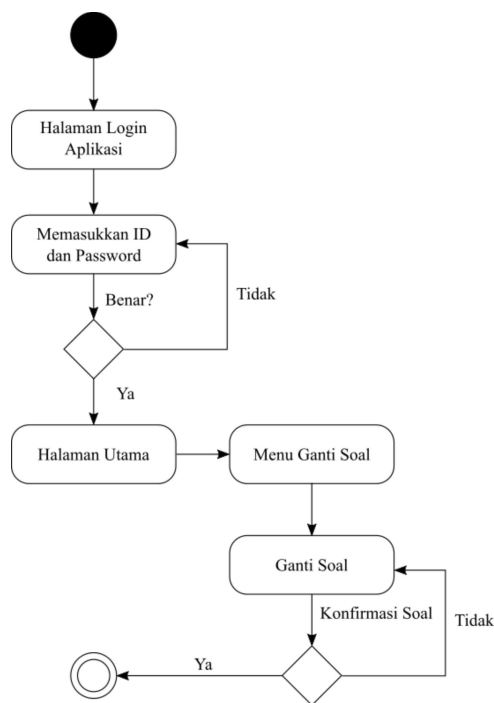 Halaman Login
Aplikasi
Memasukkan ID
dan Password
Benar?
Tidak
Ya
Halaman Utama
Menu Ganti Soal
Ganti Soal
Konfirmasi Soal
Tidak
Ya